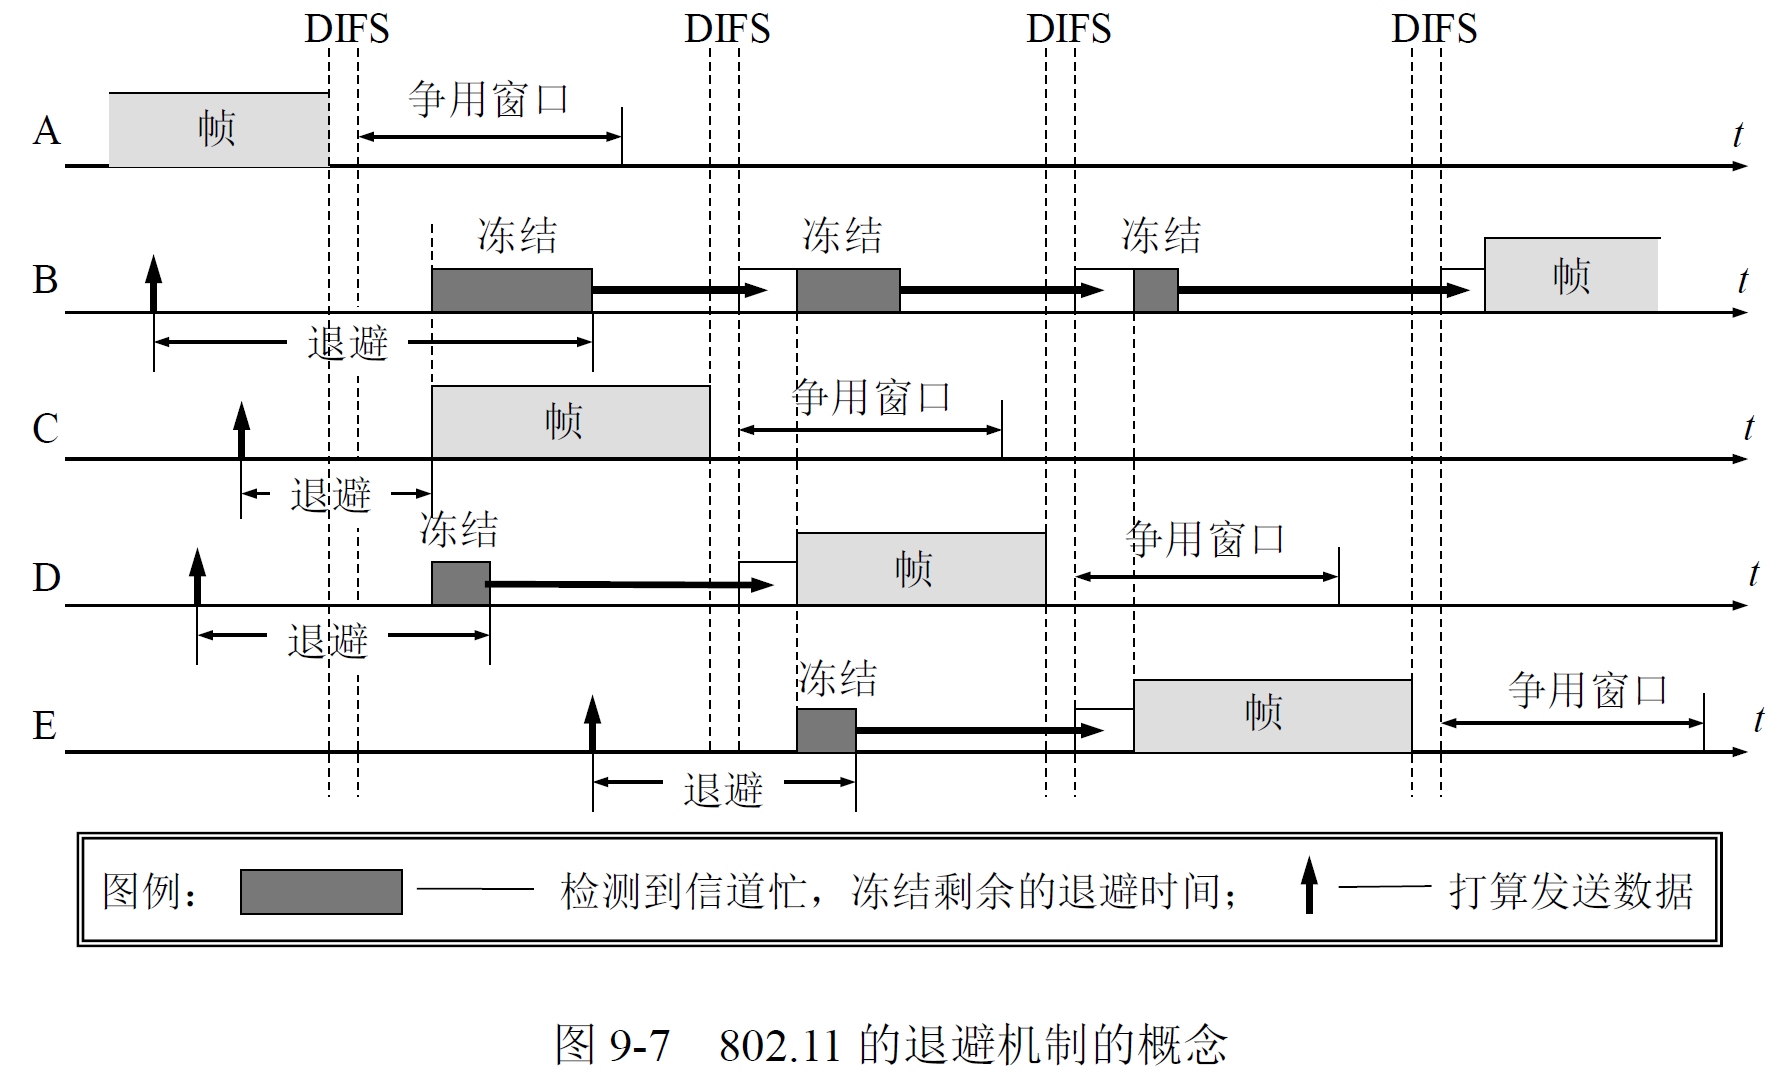 DIFS DIFS DIFS DIFS
A 帧 争用窗口 t
冻结 冻结 冻结
B 帧 t
退避
C 帧 争用窗口 t
退避
冻结
D 帧 争用窗口 t
退避
冻结
E 帧 争用窗口 t
退避
图例： 检测到信道忙，冻结剩余的退避时间； 打算发送数据
图 9-7 802.11 的退避机制的概念